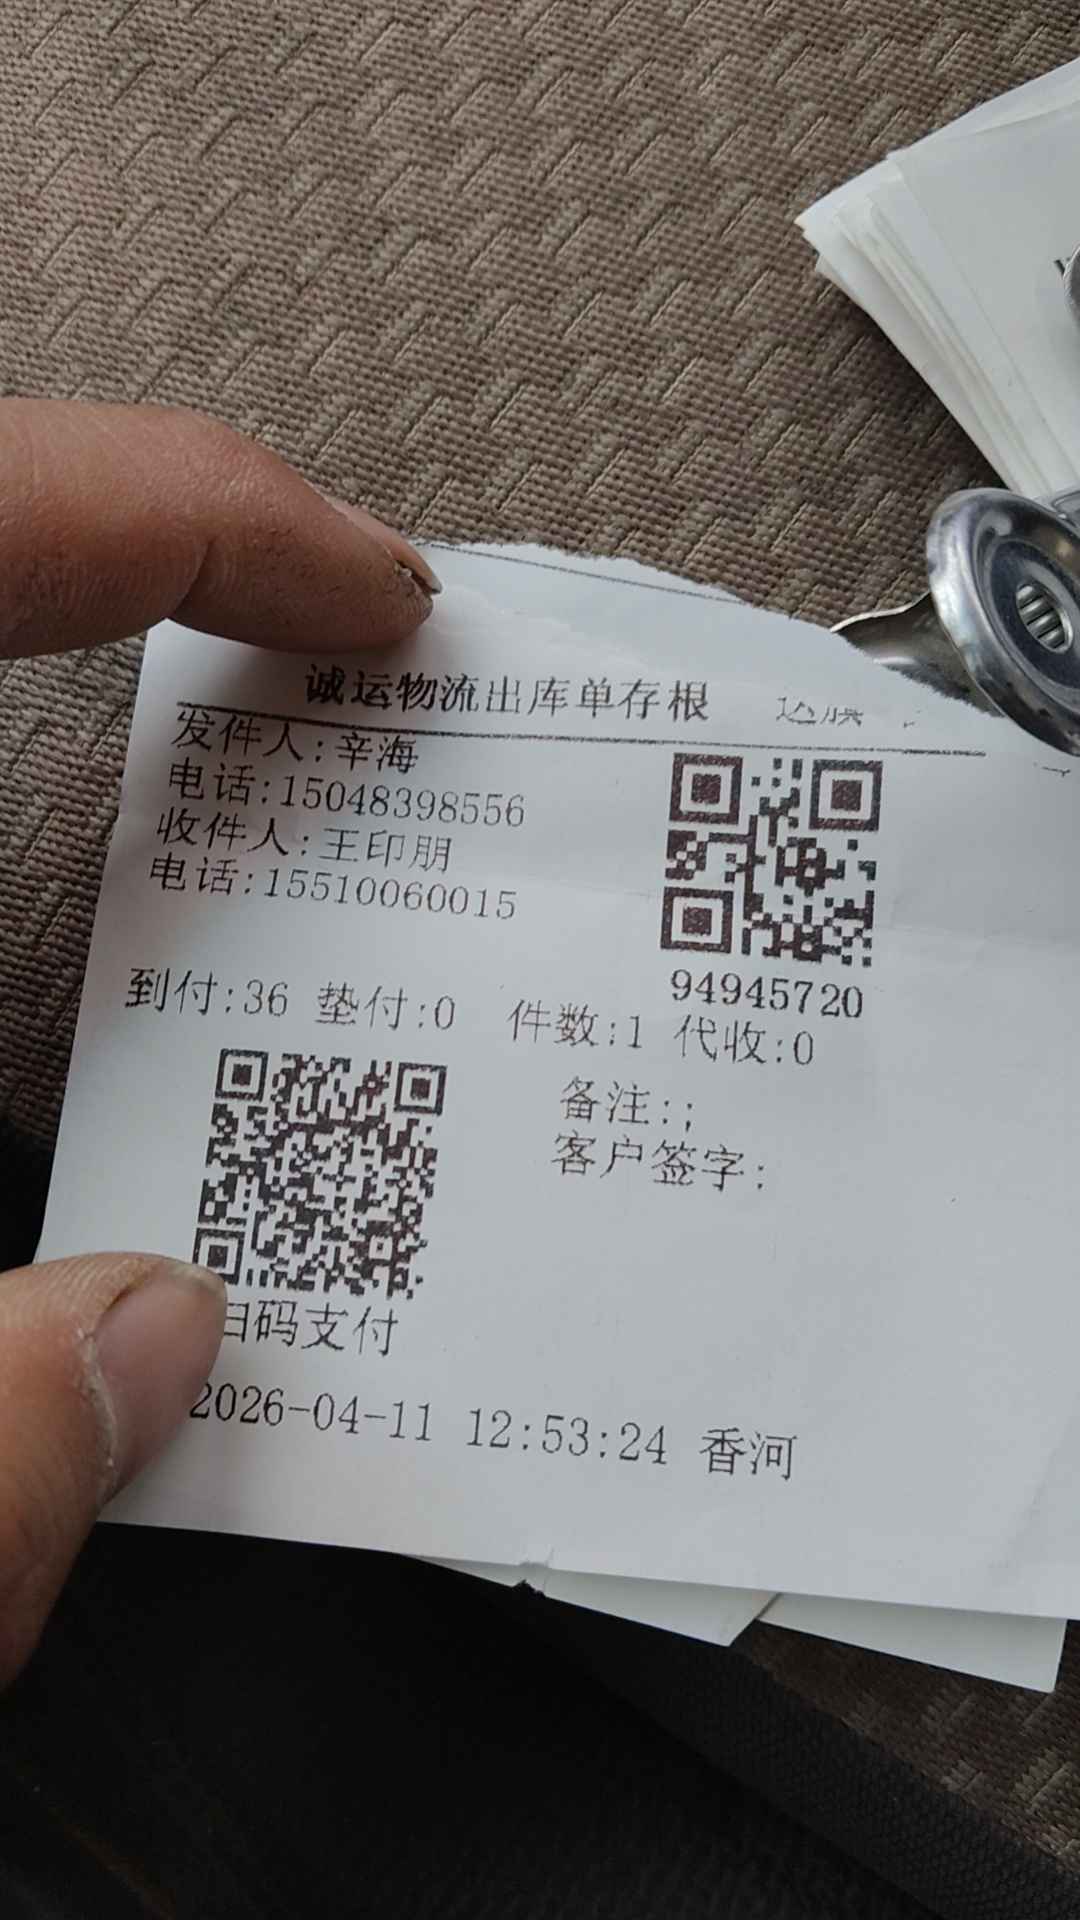 诚运物流出库单存根
发件人:辛海
电话:15048398556
收件人:王印朋
电话:15510060015
94945720
到付:36 垫付:0 件数:1 代收:0
备注:;
客户签字:
扫码支付
2026-04-11 12:53:24 香河